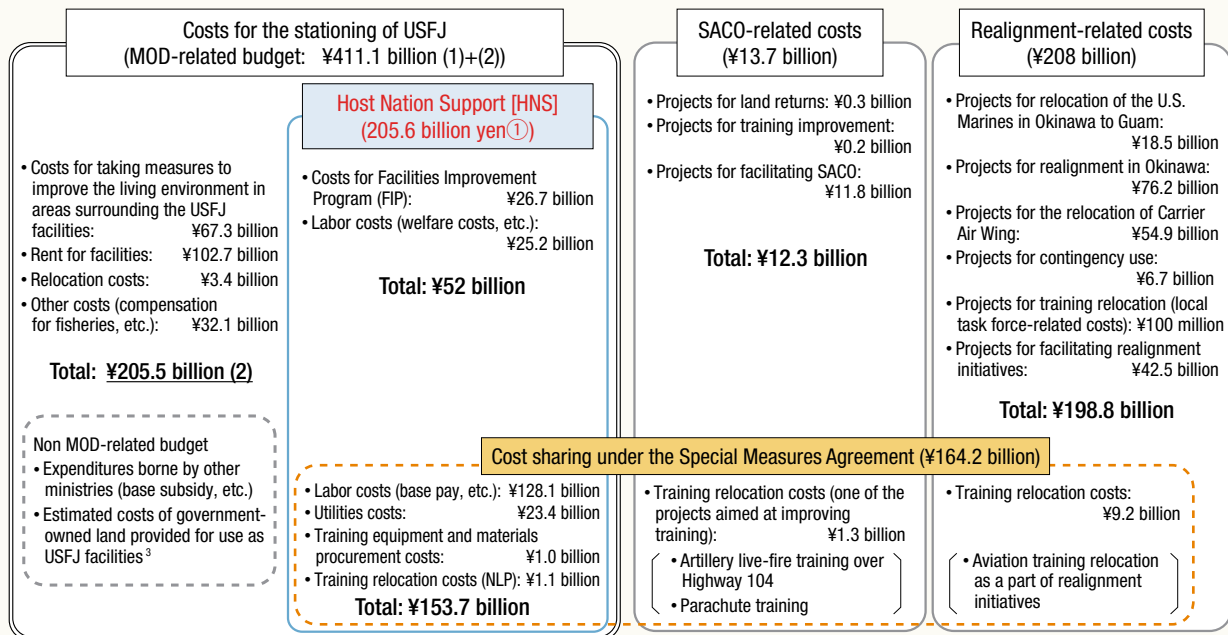 Costs for the stationing of USFJ
(MOD-related budget: ¥411.1 billion (1)+(2))
• Costs for taking measures to
improve the living environment in
areas surrounding the USFJ
facilities: ¥67.3 billion
• Rent for facilities: ¥102.7 billion
• Relocation costs: ¥3.4 billion
• Other costs (compensation
for fisheries, etc.): ¥32.1 billion
Total: ¥205.5 billion (2)
Non MOD-related budget
• Expenditures borne by other
ministries (base subsidy, etc.)
• Estimated costs of government-
owned land provided for use as
USFJ facilities 3
Host Nation Support [HNS]
(205.6 billion yen①)
• Costs for Facilities Improvement
Program (FIP): ¥26.7 billion
• Labor costs (welfare costs, etc.):
¥25.2 billion
Total: ¥52 billion
SACO-related costs
(¥13.7 billion)
• Projects for land returns: ¥0.3 billion
• Projects for training improvement:
¥0.2 billion
• Projects for facilitating SACO:
¥11.8 billion
Total: ¥12.3 billion
Realignment-related costs
(¥208 billion)
• Projects for relocation of the U.S.
Marines in Okinawa to Guam:
¥18.5 billion
• Projects for realignment in Okinawa:
¥76.2 billion
• Projects for the relocation of Carrier
Air Wing: ¥54.9 billion
• Projects for contingency use:
¥6.7 billion
• Projects for training relocation (local
task force-related costs): ¥100 million
• Projects for facilitating realignment
initiatives: ¥42.5 billion
Total: ¥198.8 billion
Cost sharing under the Special Measures Agreement (¥164.2 billion)
• Labor costs (base pay, etc.): ¥128.1 billion
• Utilities costs: ¥23.4 billion
• Training equipment and materials
procurement costs: ¥1.0 billion
• Training relocation costs (NLP): ¥1.1 billion
Total: ¥153.7 billion
• Training relocation costs (one of the
projects aimed at improving
training): ¥1.3 billion
• Artillery live-fire training over
Highway 104
• Parachute training
• Training relocation costs:
¥9.2 billion
• Aviation training relocation
as a part of realignment
initiatives